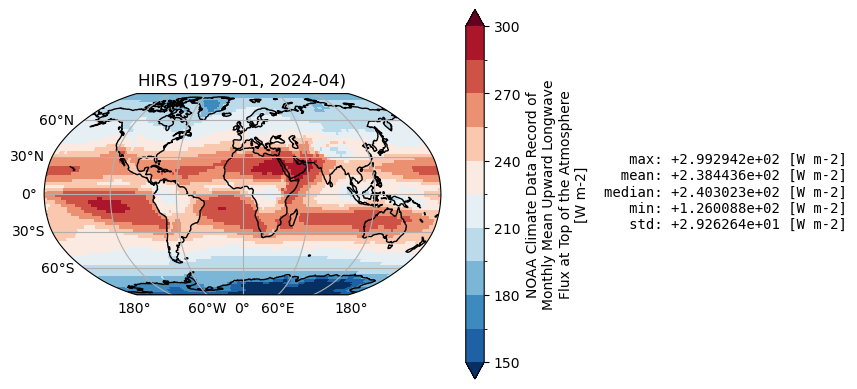 HIRS (1979-01, 2024-04)
60°N
30°N
0°
30°S
60°S
180°
60°W
0°
60°E
180°
300
270
240
210
180
150
NOAA Climate Data Record of
Monthly Mean Upward Longwave
Flux at Top of the Atmosphere
[W m-2]
max: +2.992942e+02 [W m-2]
mean: +2.384436e+02 [W m-2]
median: +2.403023e+02 [W m-2]
min: +1.260088e+02 [W m-2]
std: +2.926264e+01 [W m-2]